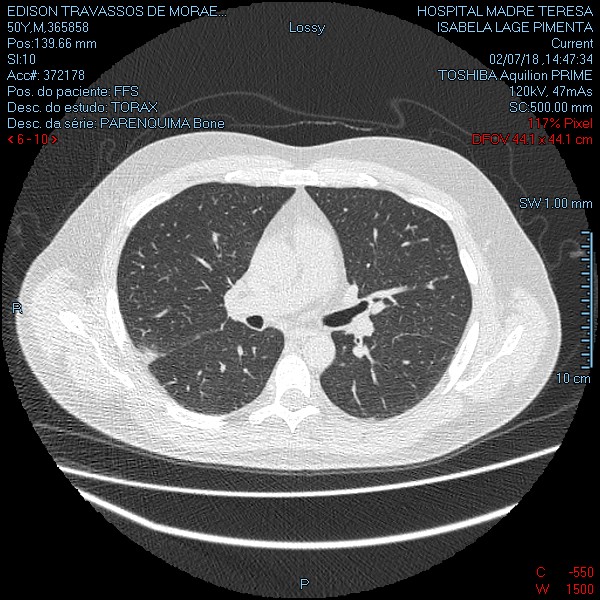 EDISON TRAVASSOS DE MORAE...
50Y,M,365858
Pos:139.66 mm
SI:10
Acc#: 372178
Pos. do paciente: FFS
Desc. do estudo: TORAX
Desc. da série: PARENQUIMA Bone
< 6 - 10 >
Lossy
HOSPITAL MADRE TERESA
ISABELA LAGE PIMENTA
Current
02/07/18 ,14:47:34
TOSHIBA Aquilion PRIME
120kV, 47mAs
SC:500.00 mm
117% Pixel
DFOV 44.1 x 44.1 cm
SW 1.00 mm
R
10 cm
P
C -550
W 1500